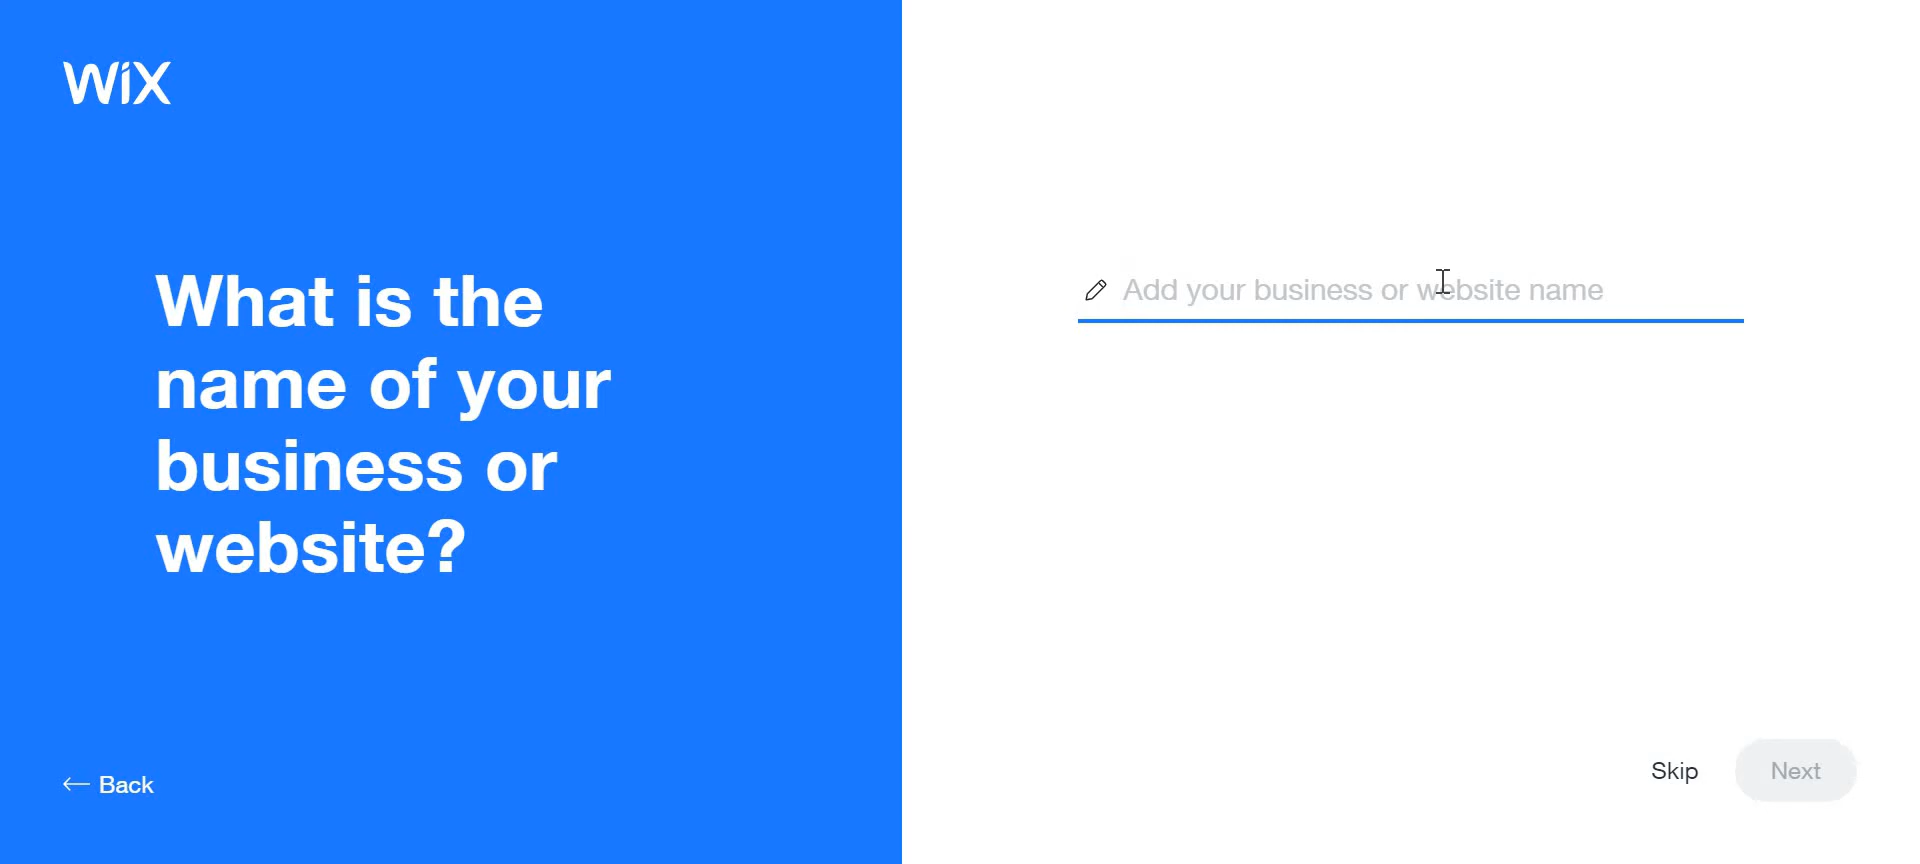 WiX
What is the
name of your
business or
website?
Add your business or website name
Back
Skip
Next